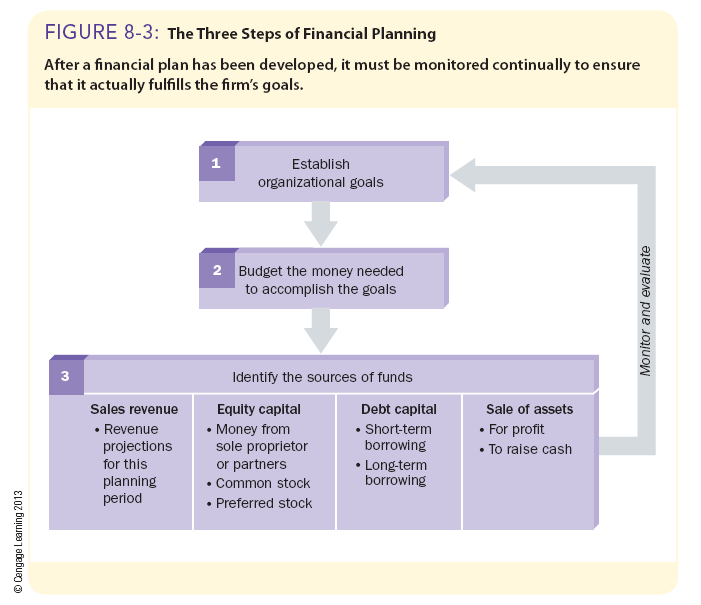 FIGURE 8-3: The Three Steps of Financial Planning
After a financial plan has been developed, it must be monitored continually to ensure
that it actually fulfills the firm's goals.
1
Establish
organizational goals
2
Budget the money needed
to accomplish the goals
3
Identify the sources of funds
Sales revenue
• Revenue
projections
for this
planning
period
Equity capital
• Money from
sole proprietor
or partners
• Common stock
• Preferred stock
Debt capital
• Short-term
borrowing
• Long-term
borrowing
Sale of assets
• For profit
• To raise cash
Monitor and evaluate
© Cengage Learning 2013